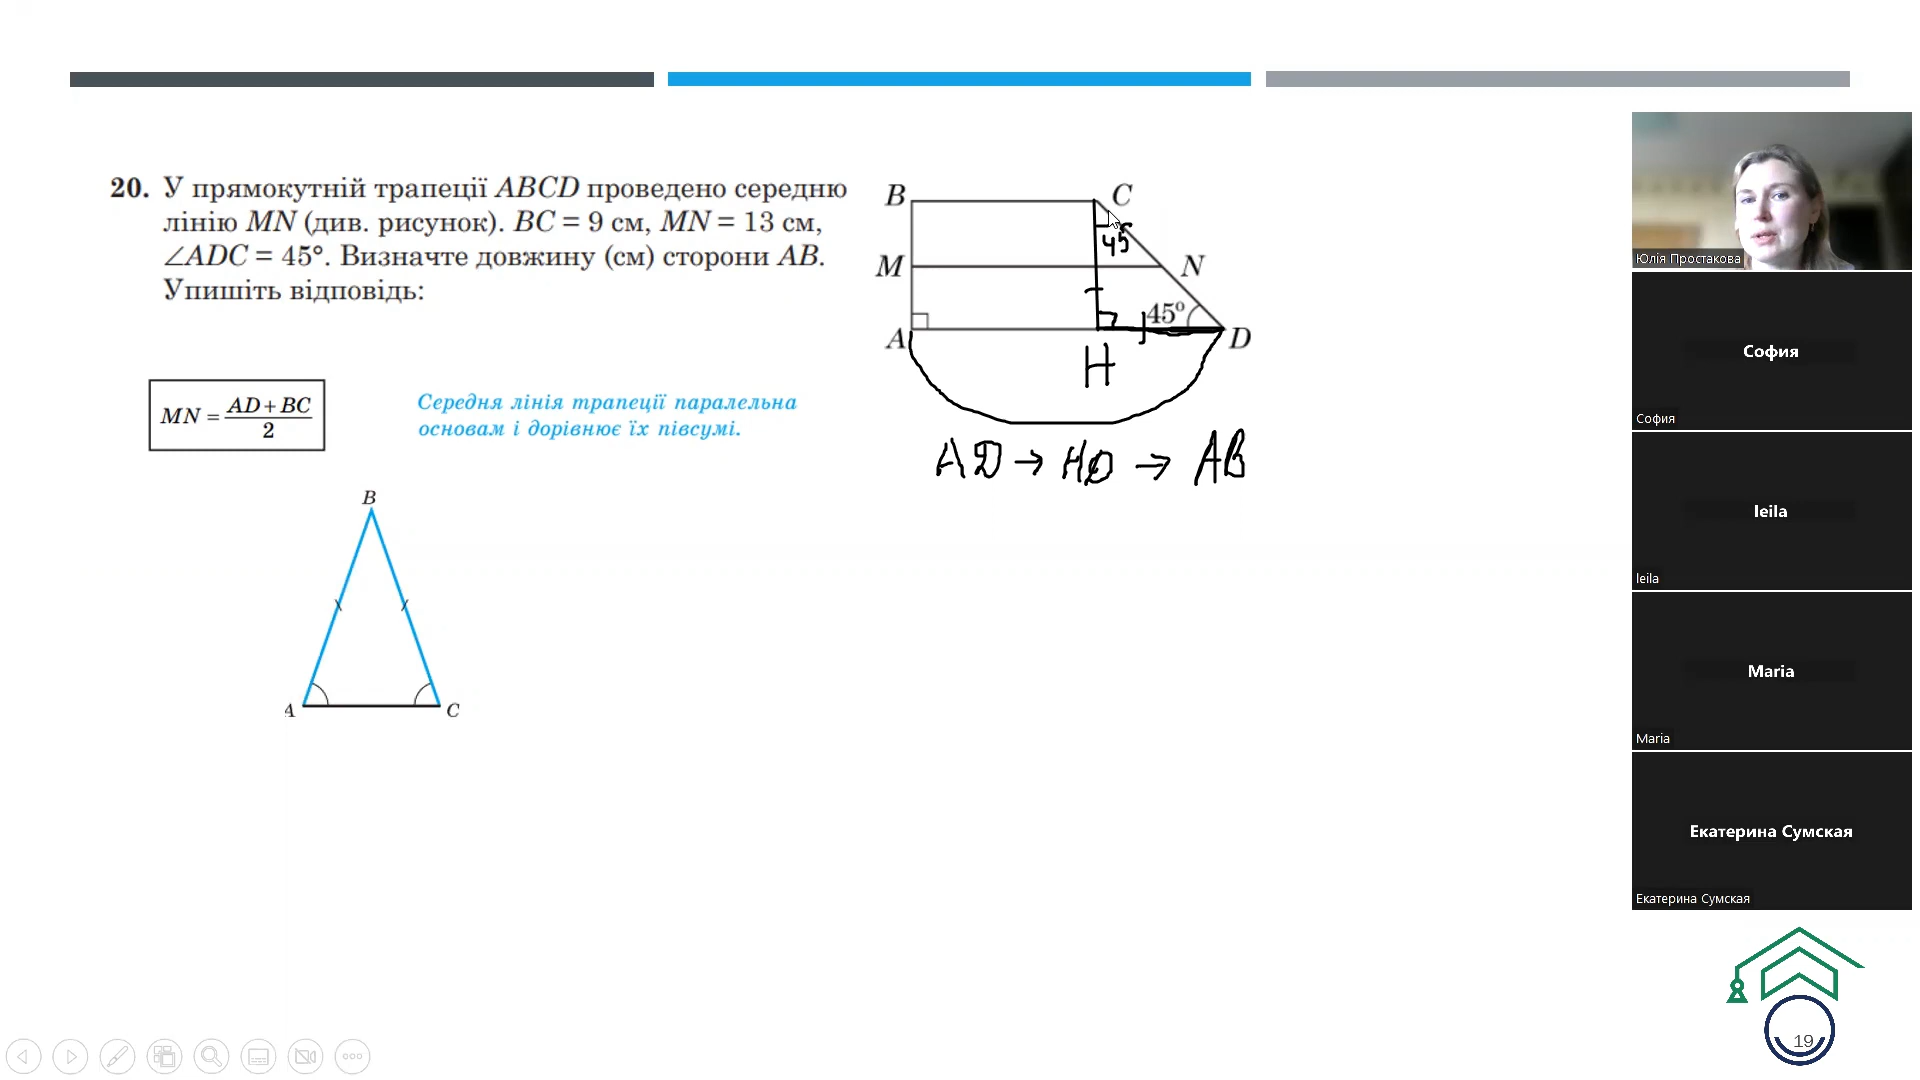 20. У прямокутній трапеції ABCD проведено середню
лінію MN (див. рисунок). BC = 9 см, MN = 13 см,
∠ADC = 45°. Визначте довжину (см) сторони AB.
Упишіть відповідь:
B
C
45
M
N
45°
A
D
H
AD → HD → AB
MN = (AD + BC) / 2
Середня лінія трапеції паралельна
основам і дорівнює їх півсумі.
B
A
C
Юлія Простакова
София
София
leila
leila
Maria
Maria
Екатерина Сумская
Екатерина Сумская
19